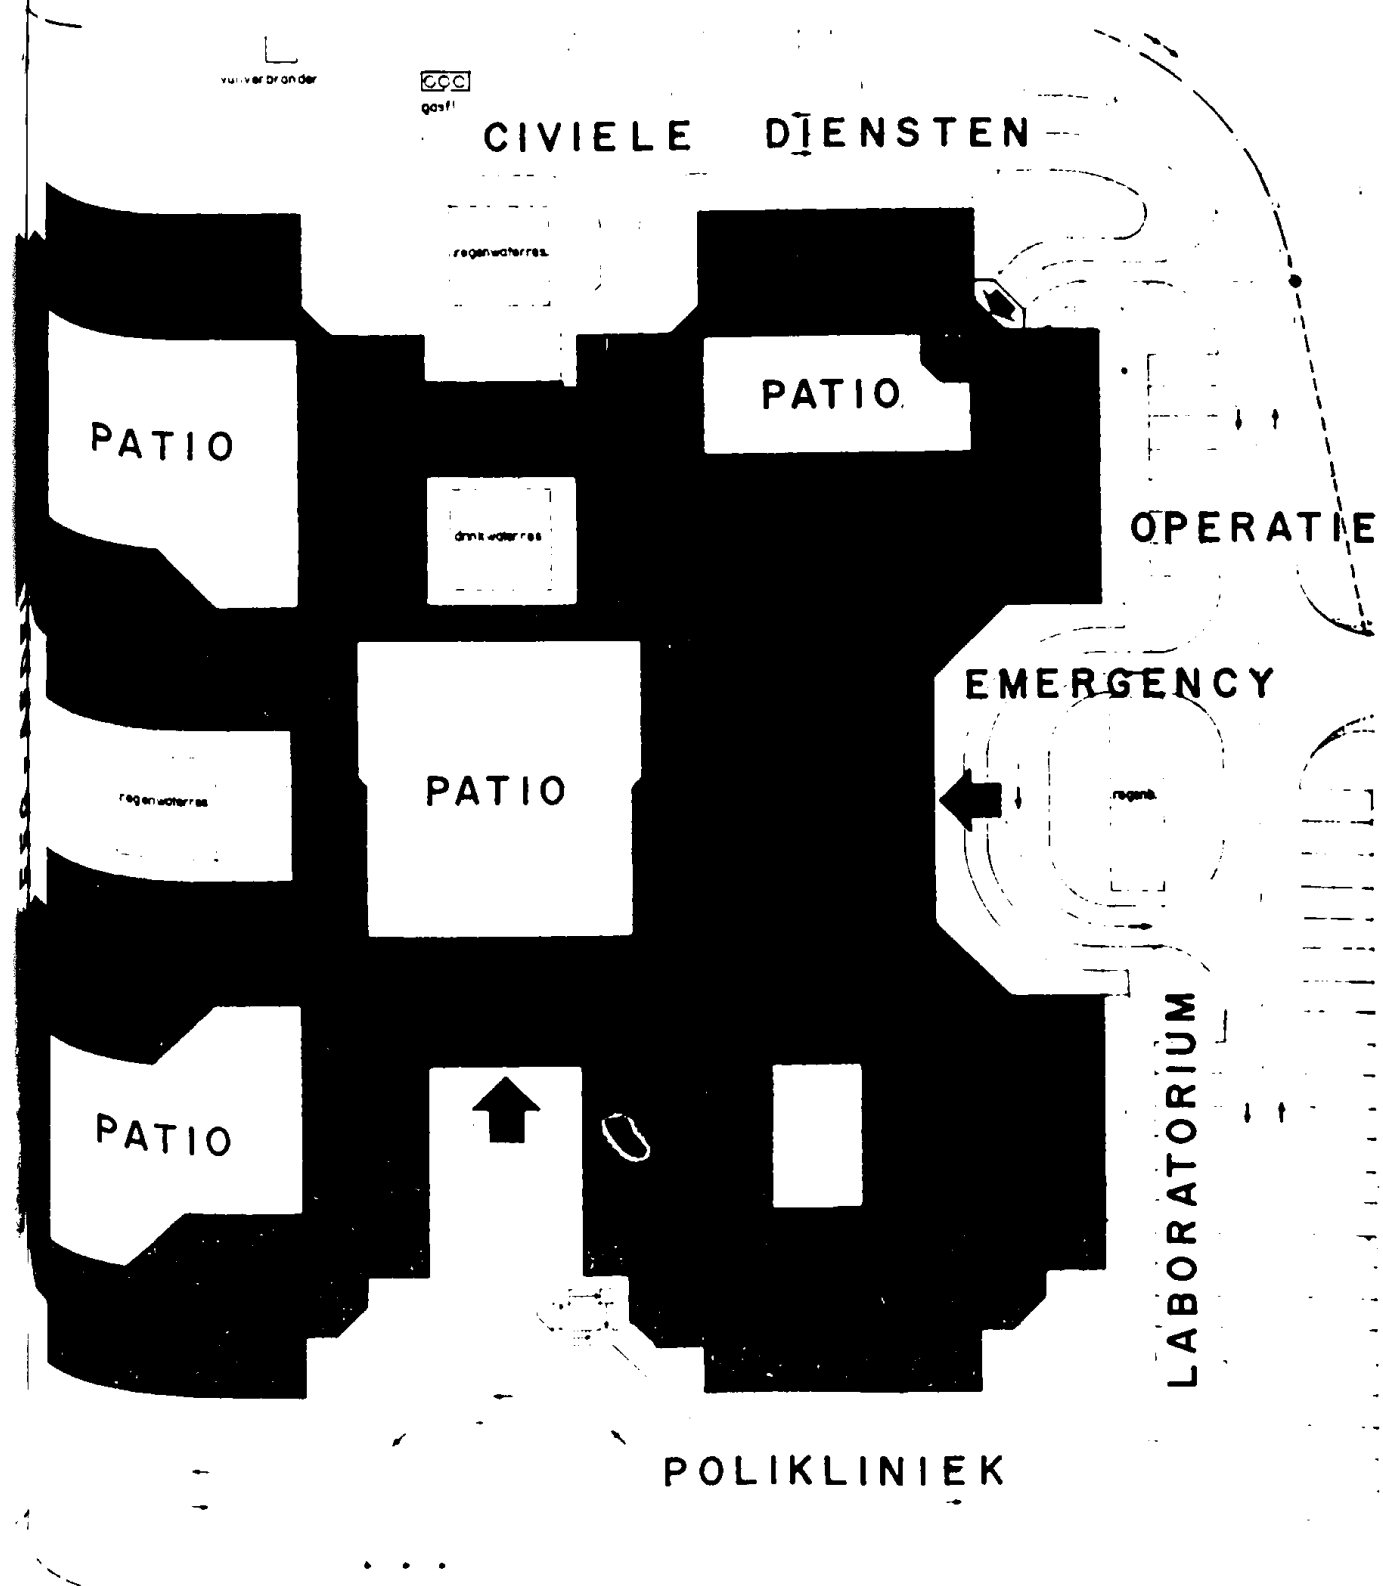 vuilverbrander
gasfl
CIVIELE DIENSTEN
regenwaterres.
PATIO
PATIO
drinkwaterres
OPERATIE
EMERGENCY
PATIO
regenwaterres
regenb.
LABORATORIUM
PATIO
POLIKLINIEK